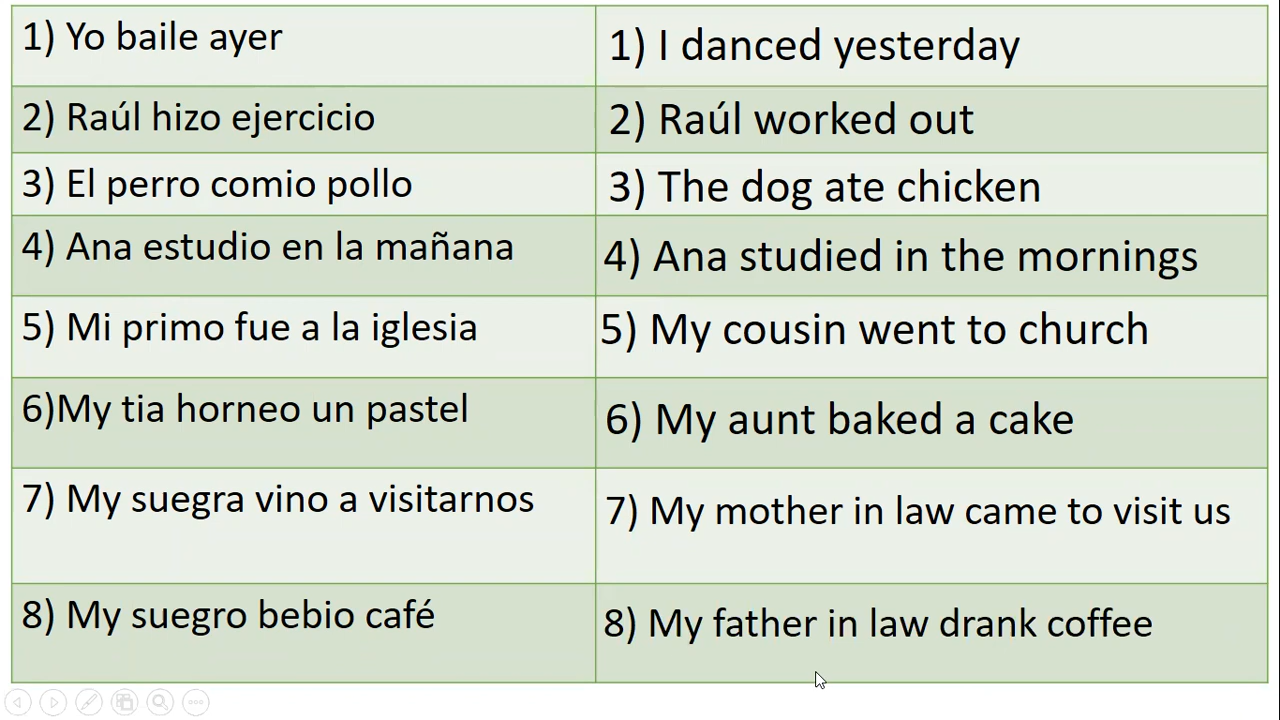 1) Yo baile ayer
1) I danced yesterday
2) Raúl hizo ejercicio
2) Raúl worked out
3) El perro comio pollo
3) The dog ate chicken
4) Ana estudio en la mañana
4) Ana studied in the mornings
5) Mi primo fue a la iglesia
5) My cousin went to church
6)My tia horneo un pastel
6) My aunt baked a cake
7) My suegra vino a visitarnos
7) My mother in law came to visit us
8) My suegro bebio café
8) My father in law drank coffee